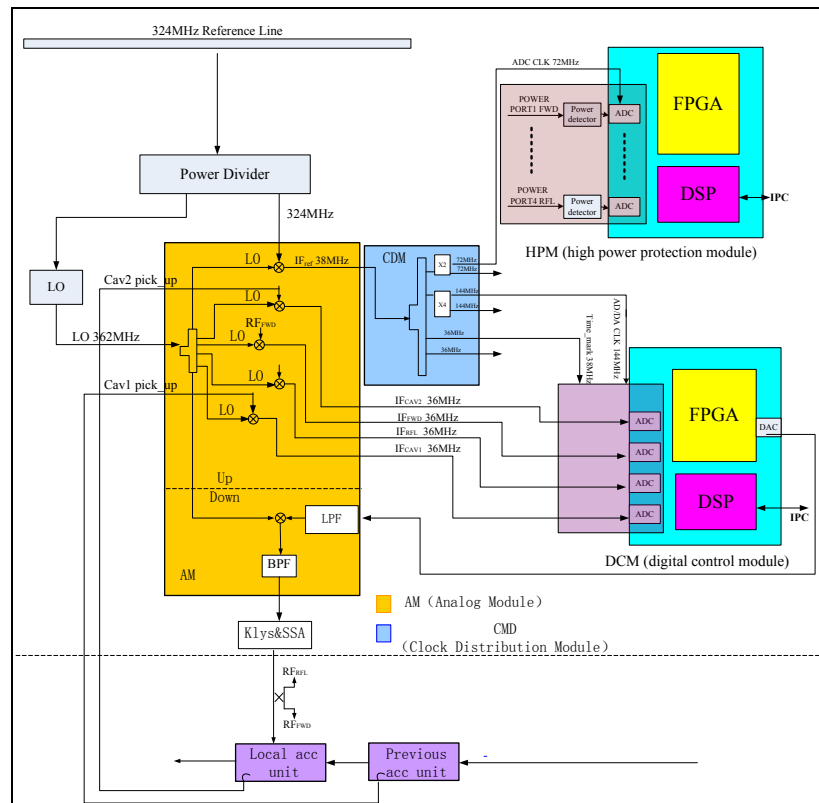 324MHz Reference Line
ADC CLK 72MHz
POWER
PORT1 FWD
Power
detector
ADC
FPGA
POWER
PORT4 RFL
Power
detector
ADC
DSP
IPC
HPM (high power protection module)
Power Divider
324MHz
LO
IFref 38MHz
CDM
X2
72MHz
72MHz
X4
144MHz
144MHz
36MHz
36MHz
LO
Cav2 pick_up
LO
RFFWD
LO 362MHz
LO
LO
Cav1 pick_up
LO
Time_mark 38MHz
AD/DA CLK 144MHz
IFCAV2 36MHz
IFFWD 36MHz
IFRFL 36MHz
IFCAV1 36MHz
ADC
ADC
ADC
ADC
FPGA
DAC
DSP
IPC
DCM (digital control module)
Up
Down
LPF
BPF
AM
AM (Analog Module)
CMD
(Clock Distribution Module)
Klys&SSA
RFRFL
RFFWD
Local acc
unit
Previous
acc unit